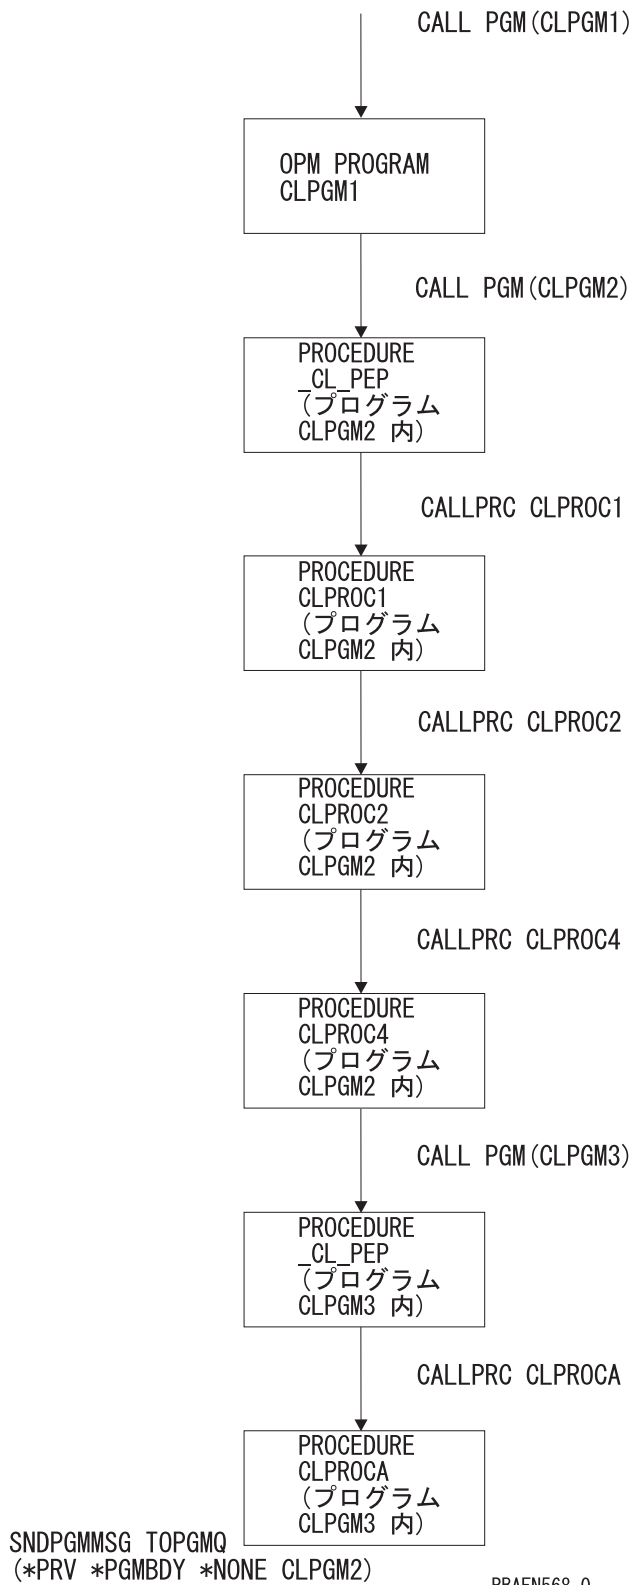 CALL PGM(CLPGM1)
OPM PROGRAM
CLPGM1
CALL PGM(CLPGM2)
PROCEDURE
_CL_PEP
(プログラム
CLPGM2 内)
CALLPRC CLPROC1
PROCEDURE
CLPROC1
(プログラム
CLPGM2 内)
CALLPRC CLPROC2
PROCEDURE
CLPROC2
(プログラム
CLPGM2 内)
CALLPRC CLPROC4
PROCEDURE
CLPROC4
(プログラム
CLPGM2 内)
CALL PGM(CLPGM3)
PROCEDURE
_CL_PEP
(プログラム
CLPGM3 内)
CALLPRC CLPROCA
PROCEDURE
CLPROCA
(プログラム
CLPGM3 内)
SNDPGMMSG TOPGMQ
(*PRV *PGMBDY *NONE CLPGM2)